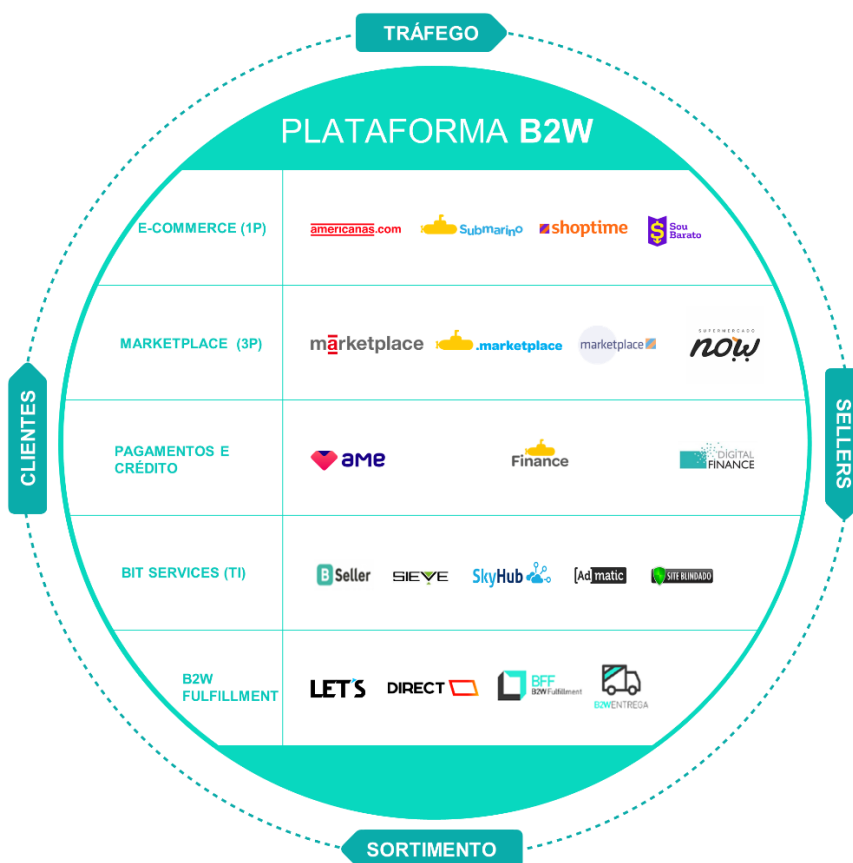 TRÁFEGO
PLATAFORMA B2W
E-COMMERCE (1P)
americanas.com
Submarino
shoptime
Sou
Barato
MARKETPLACE (3P)
marketplace
.marketplace
marketplace
SUPERMERCADO
now
CLIENTES
SELLERS
PAGAMENTOS E
CRÉDITO
ame
Finance
DIGITAL
FINANCE
BIT SERVICES (TI)
B Seller
SIEVE
SkyHub
[Ad]matic
SITE BLINDADO
B2W
FULFILLMENT
LET'S
DIRECT
BFF
B2W Fulfillment
B2WENTREGA
SORTIMENTO